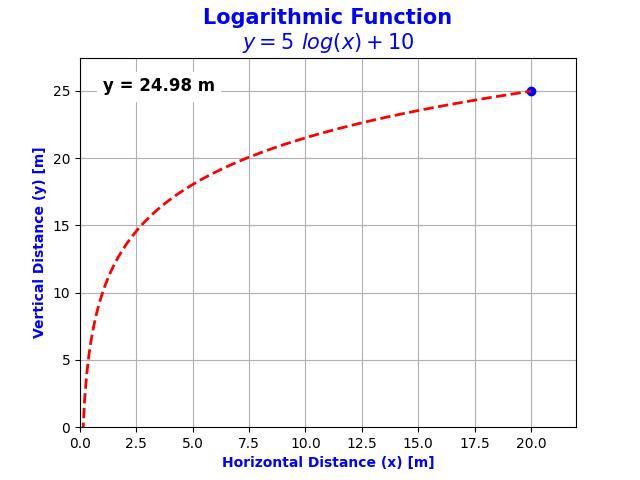 Logarithmic Function
y = 5 log(x) + 10
y = 24.98 m
25
20
15
10
5
0
Vertical Distance (y) [m]
0.0 2.5 5.0 7.5 10.0 12.5 15.0 17.5 20.0
Horizontal Distance (x) [m]